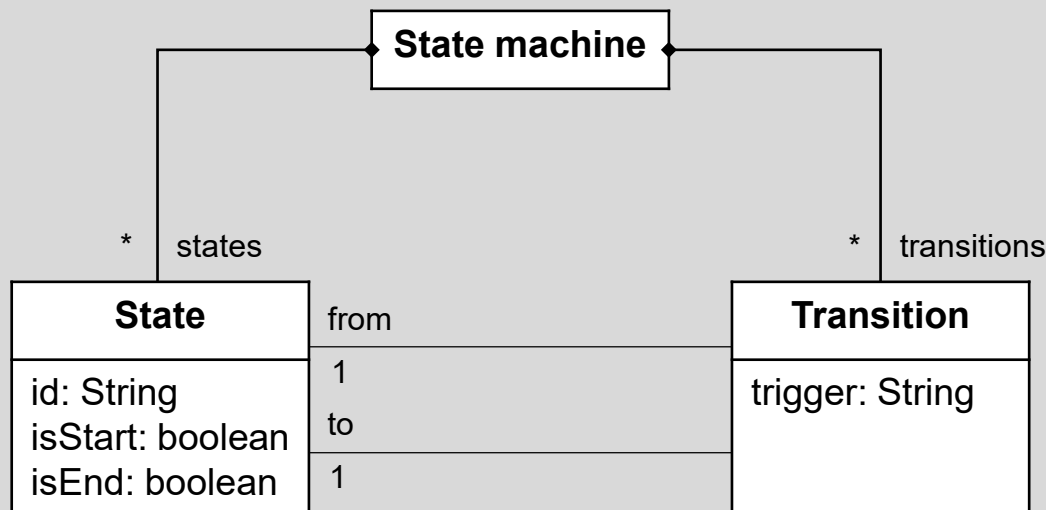 State machine
* states
* transitions
State
from
Transition
1
id: String
trigger: String
isStart: boolean
to
isEnd: boolean
1